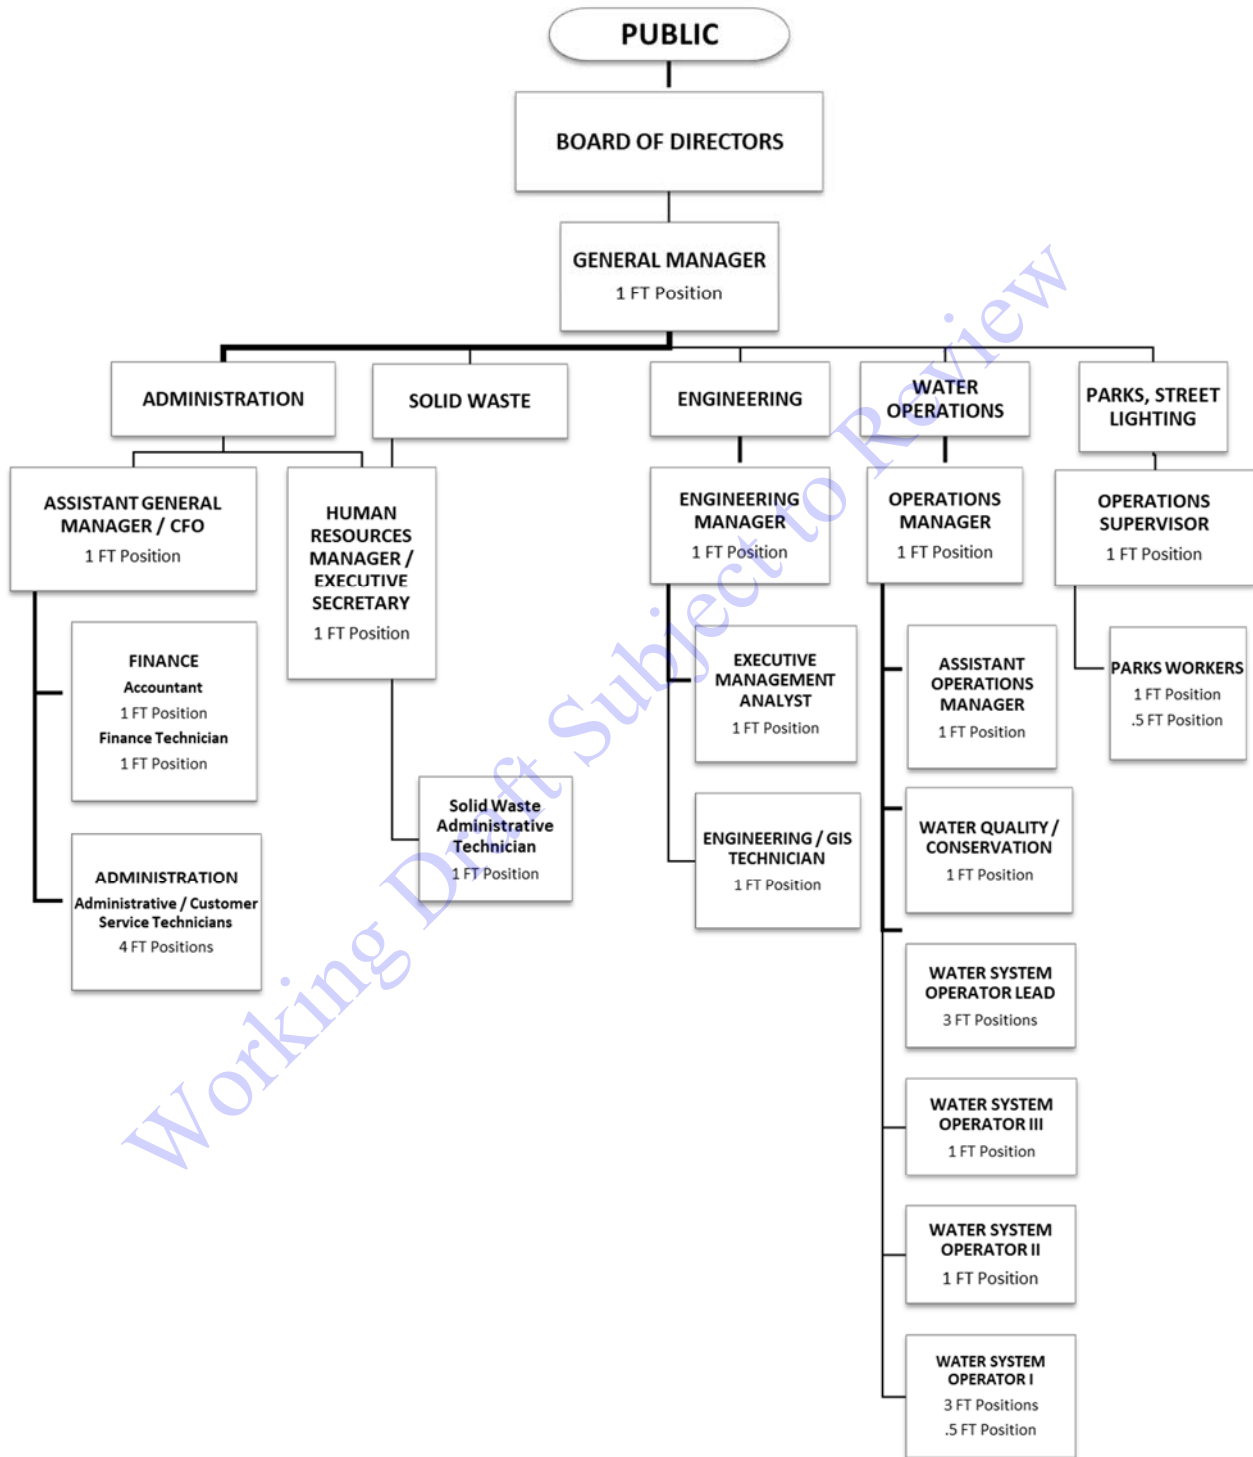 PUBLIC
BOARD OF DIRECTORS
GENERAL MANAGER
1 FT Position
ADMINISTRATION
SOLID WASTE
ENGINEERING
WATER
OPERATIONS
PARKS, STREET
LIGHTING
ASSISTANT GENERAL
MANAGER / CFO
1 FT Position
HUMAN
RESOURCES
MANAGER /
EXECUTIVE
SECRETARY
1 FT Position
ENGINEERING
MANAGER
1 FT Position
OPERATIONS
MANAGER
1 FT Position
OPERATIONS
SUPERVISOR
1 FT Position
FINANCE
Accountant
1 FT Position
Finance Technician
1 FT Position
EXECUTIVE
MANAGEMENT
ANALYST
1 FT Position
ASSISTANT
OPERATIONS
MANAGER
1 FT Position
PARKS WORKERS
1 FT Position
.5 FT Position
Solid Waste
Administrative
Technician
1 FT Position
ENGINEERING / GIS
TECHNICIAN
1 FT Position
WATER QUALITY /
CONSERVATION
1 FT Position
ADMINISTRATION
Administrative / Customer
Service Technicians
4 FT Positions
WATER SYSTEM
OPERATOR LEAD
3 FT Positions
WATER SYSTEM
OPERATOR III
1 FT Position
WATER SYSTEM
OPERATOR II
1 FT Position
WATER SYSTEM
OPERATOR I
3 FT Positions
.5 FT Position
Working Draft Subject to Review